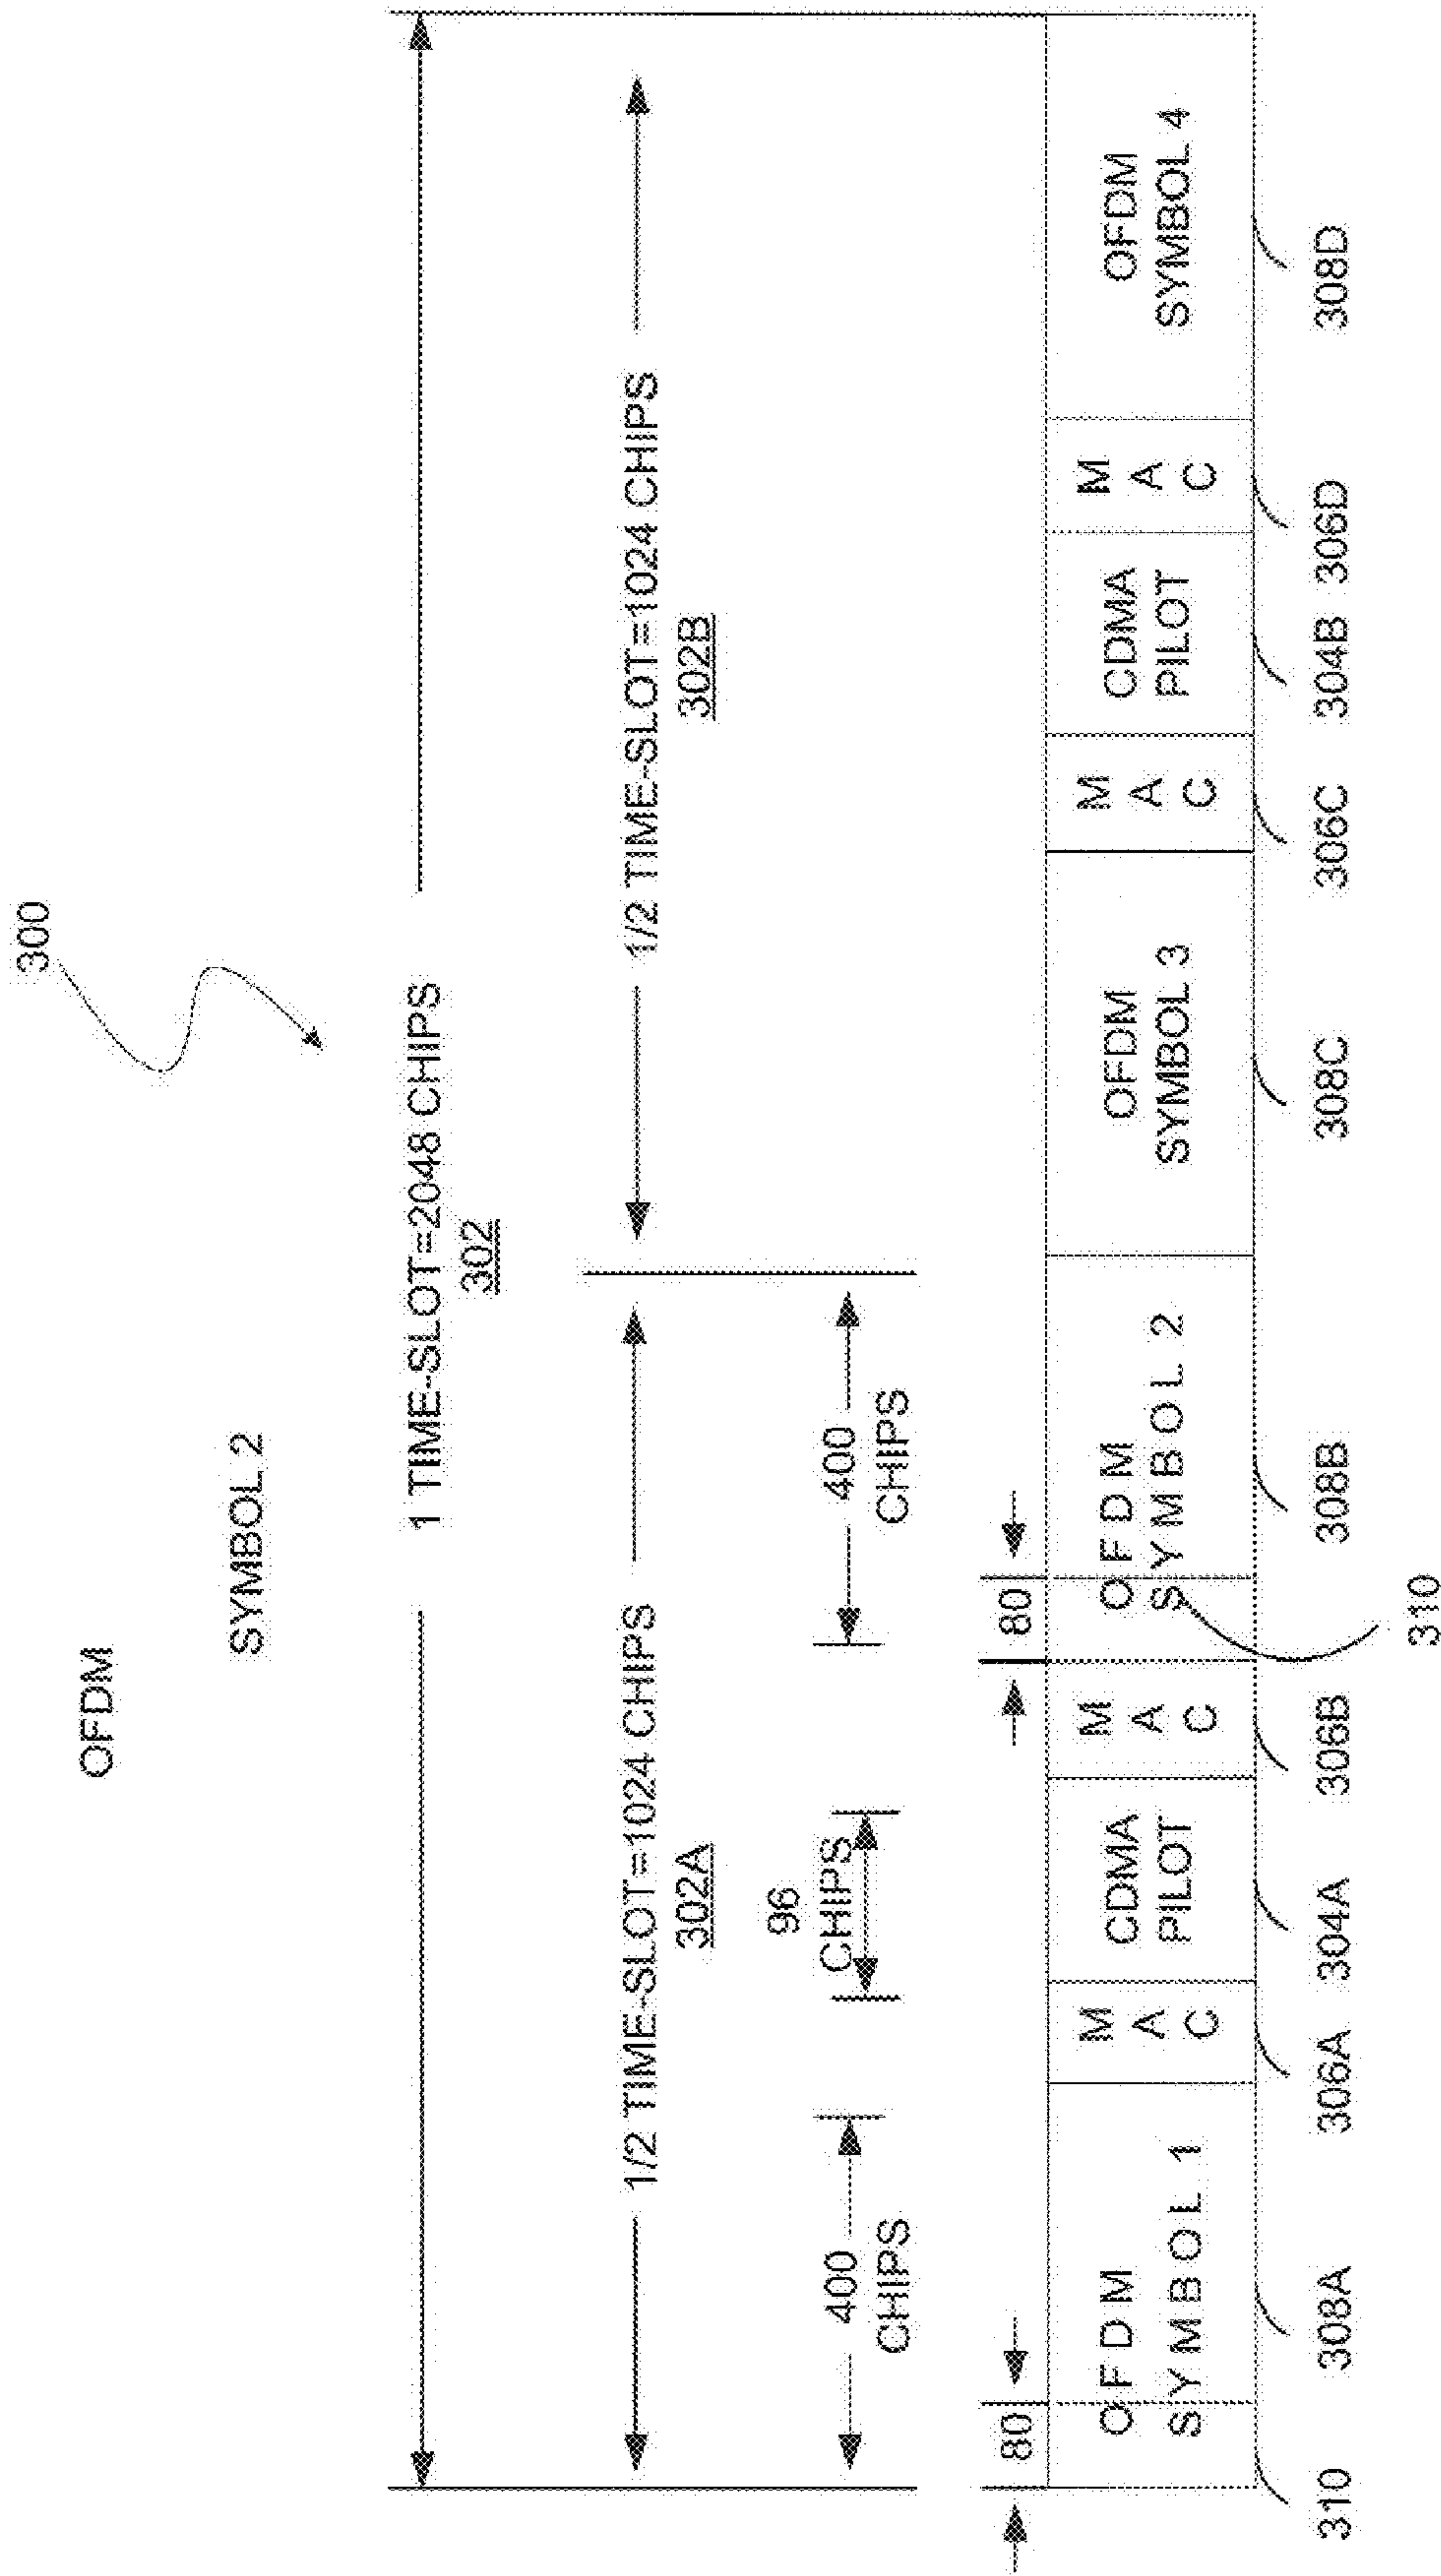 300
OFDM
SYMBOL 2
1 TIME-SLOT=2048 CHIPS
302
1/2 TIME-SLOT=1024 CHIPS
302A
1/2 TIME-SLOT=1024 CHIPS
302B
400
CHIPS
96
CHIPS
400
CHIPS
80
80
OFDM
SYMBOL 1
MAC
CDMA
PILOT
MAC
OFDM
SYMBOL 2
OFDM
SYMBOL 3
MAC
CDMA
PILOT
MAC
OFDM
SYMBOL 4
310
308A
306A
304A
306B
310
308B
308C
306C
304B
306D
308D